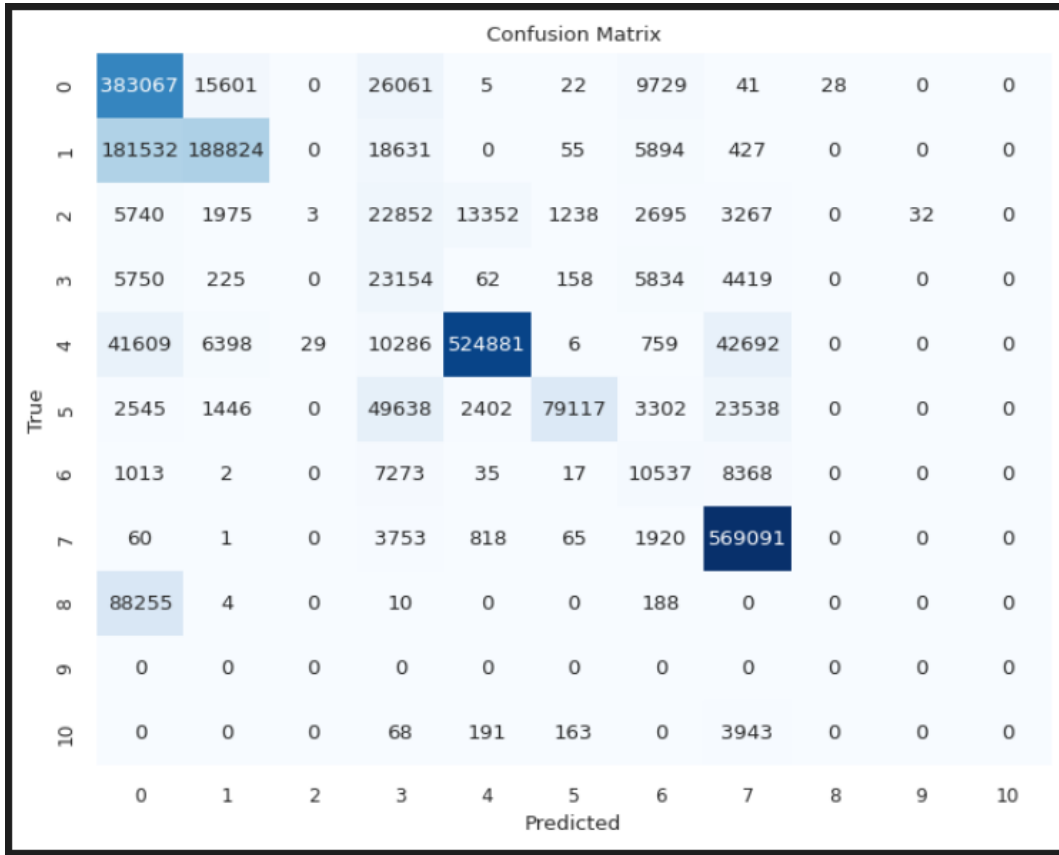 Confusion Matrix
0 383067 15601 0 26061 5 22 9729 41 28 0 0
1 181532 188824 0 18631 0 55 5894 427 0 0 0
2 5740 1975 3 22852 13352 1238 2695 3267 0 32 0
3 5750 225 0 23154 62 158 5834 4419 0 0 0
4 41609 6398 29 10286 524881 6 759 42692 0 0 0
True
5 2545 1446 0 49638 2402 79117 3302 23538 0 0 0
6 1013 2 0 7273 35 17 10537 8368 0 0 0
7 60 1 0 3753 818 65 1920 569091 0 0 0
8 88255 4 0 10 0 0 188 0 0 0 0
9 0 0 0 0 0 0 0 0 0 0 0
10 0 0 0 68 191 163 0 3943 0 0 0
0 1 2 3 4 5 6 7 8 9 10
Predicted